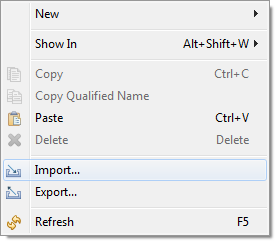 New
Show In Alt+Shift+W
Copy Ctrl+C
Copy Qualified Name
Paste Ctrl+V
Delete Delete
Import...
Export...
Refresh F5